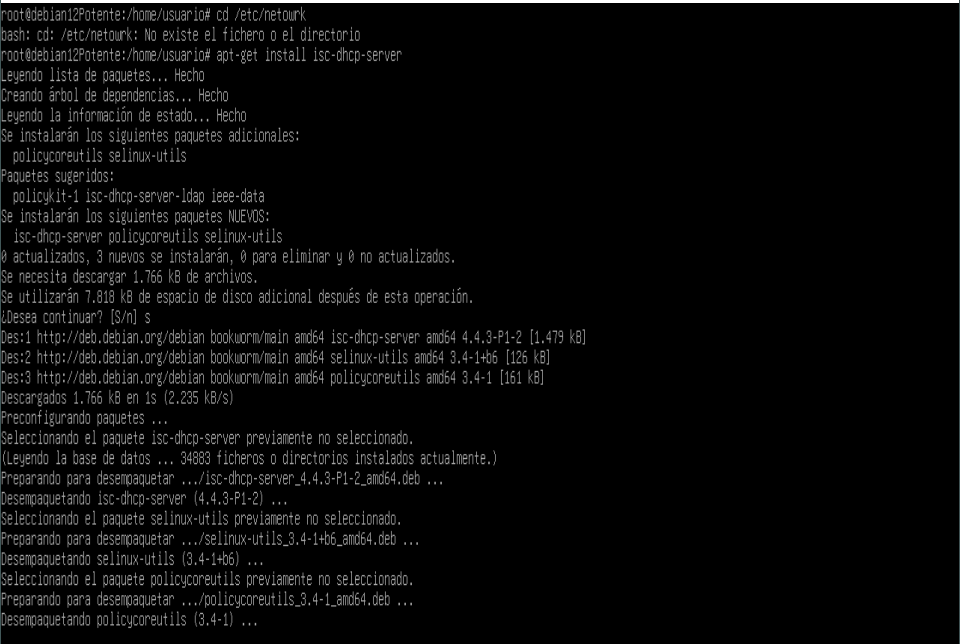 root@debian12Potente:/home/usuario# cd /etc/netowrk
bash: cd: /etc/netowrk: No existe el fichero o el directorio
root@debian12Potente:/home/usuario# apt-get install isc-dhcp-server
Leyendo lista de paquetes... Hecho
Creando árbol de dependencias... Hecho
Leyendo la información de estado... Hecho
Se instalarán los siguientes paquetes adicionales:
  policycoreutils selinux-utils
Paquetes sugeridos:
  policykit-1 isc-dhcp-server-ldap ieee-data
Se instalarán los siguientes paquetes NUEVOS:
  isc-dhcp-server policycoreutils selinux-utils
0 actualizados, 3 nuevos se instalarán, 0 para eliminar y 0 no actualizados.
Se necesita descargar 1.766 kB de archivos.
Se utilizarán 7.818 kB de espacio de disco adicional después de esta operación.
¿Desea continuar? [S/n] s
Des:1 http://deb.debian.org/debian bookworm/main amd64 isc-dhcp-server amd64 4.4.3-P1-2 [1.479 kB]
Des:2 http://deb.debian.org/debian bookworm/main amd64 selinux-utils amd64 3.4-1+b6 [126 kB]
Des:3 http://deb.debian.org/debian bookworm/main amd64 policycoreutils amd64 3.4-1 [161 kB]
Descargados 1.766 kB en 1s (2.235 kB/s)
Preconfigurando paquetes ...
Seleccionando el paquete isc-dhcp-server previamente no seleccionado.
(Leyendo la base de datos ... 34883 ficheros o directorios instalados actualmente.)
Preparando para desempaquetar .../isc-dhcp-server_4.4.3-P1-2_amd64.deb ...
Desempaquetando isc-dhcp-server (4.4.3-P1-2) ...
Seleccionando el paquete selinux-utils previamente no seleccionado.
Preparando para desempaquetar .../selinux-utils_3.4-1+b6_amd64.deb ...
Desempaquetando selinux-utils (3.4-1+b6) ...
Seleccionando el paquete policycoreutils previamente no seleccionado.
Preparando para desempaquetar .../policycoreutils_3.4-1_amd64.deb ...
Desempaquetando policycoreutils (3.4-1) ...